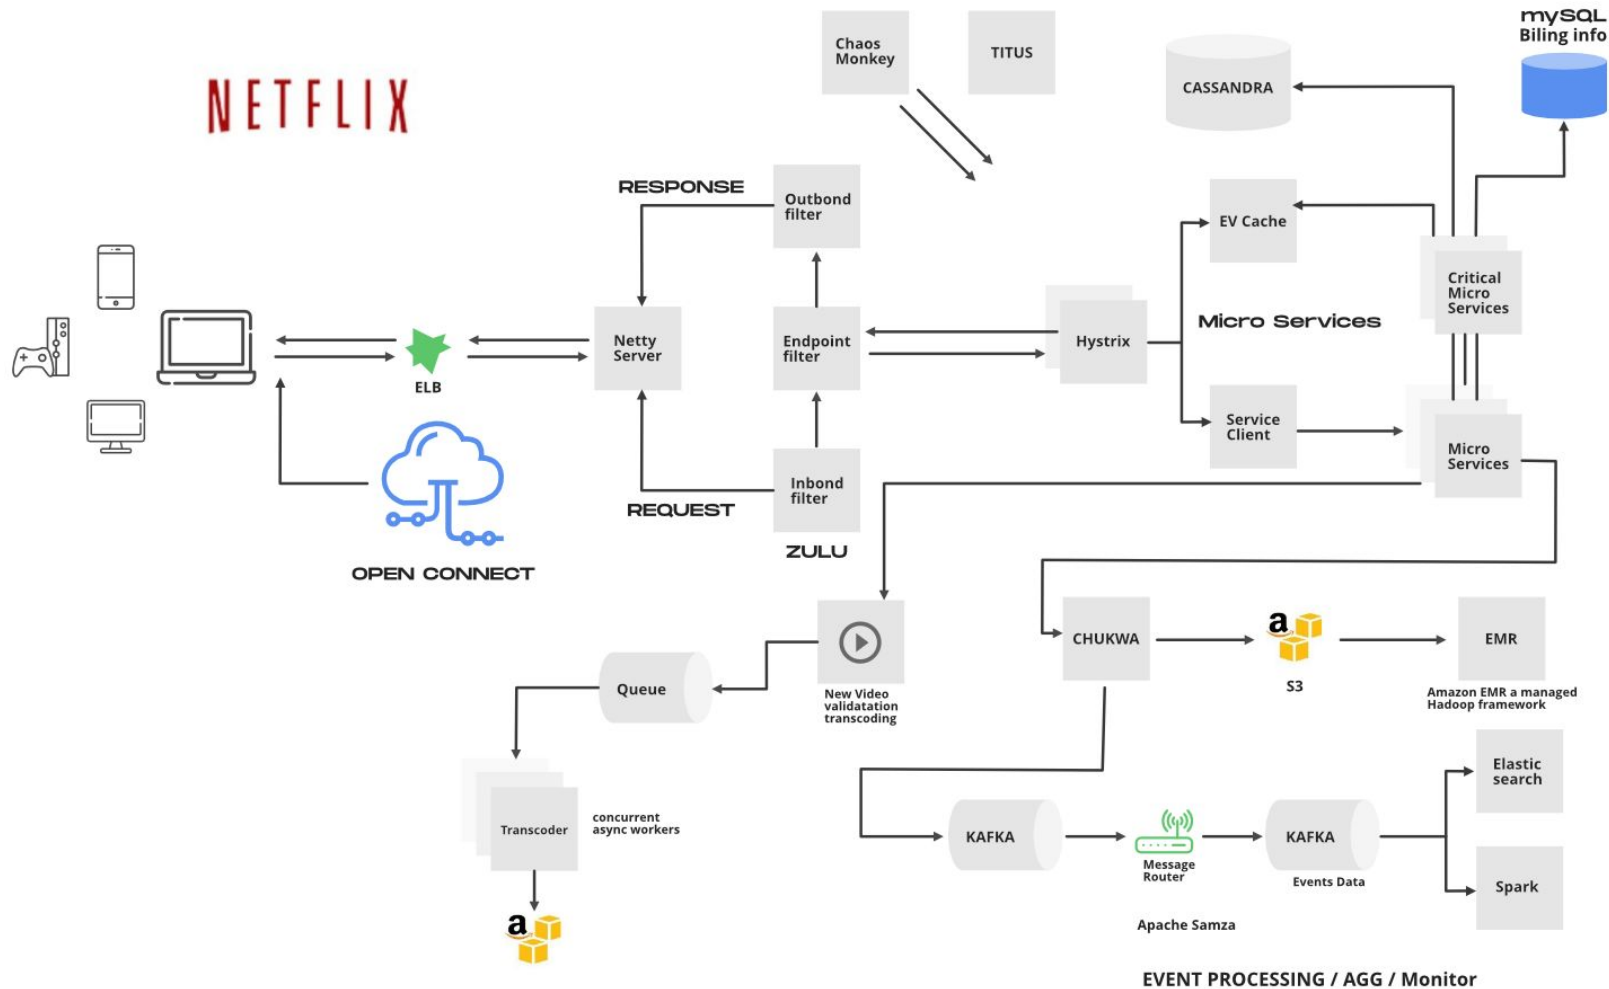 NETFLIX
Chaos
Monkey
TITUS
CASSANDRA
mySQL
Biling info
RESPONSE
Outbond
filter
EV Cache
Critical
Micro
Services
Micro Services
Netty
Server
Endpoint
filter
Hystrix
ELB
Service
Client
Micro
Services
Inbond
filter
REQUEST
ZULU
OPEN CONNECT
New Video
validatation
transcoding
Queue
Transcoder
concurrent
async workers
a
CHUKWA
a
S3
EMR
Amazon EMR a managed
Hadoop framework
KAFKA
Message
Router
KAFKA
Events Data
Elastic
search
Spark
Apache Samza
EVENT PROCESSING / AGG / Monitor